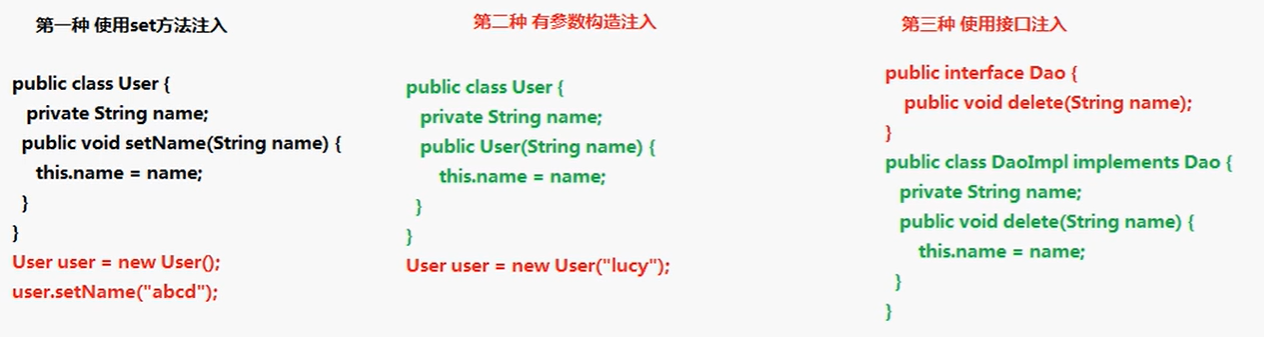 第一种 使用set方法注入
public class User {
private String name;
public void setName(String name) {
this.name = name;
}
}
User user = new User();
user.setName("abcd");
第二种 有参数构造注入
public class User {
private String name;
public User(String name) {
this.name = name;
}
}
User user = new User("lucy");
第三种 使用接口注入
public interface Dao {
public void delete(String name);
}
public class DaoImpl implements Dao {
private String name;
public void delete(String name) {
this.name = name;
}
}